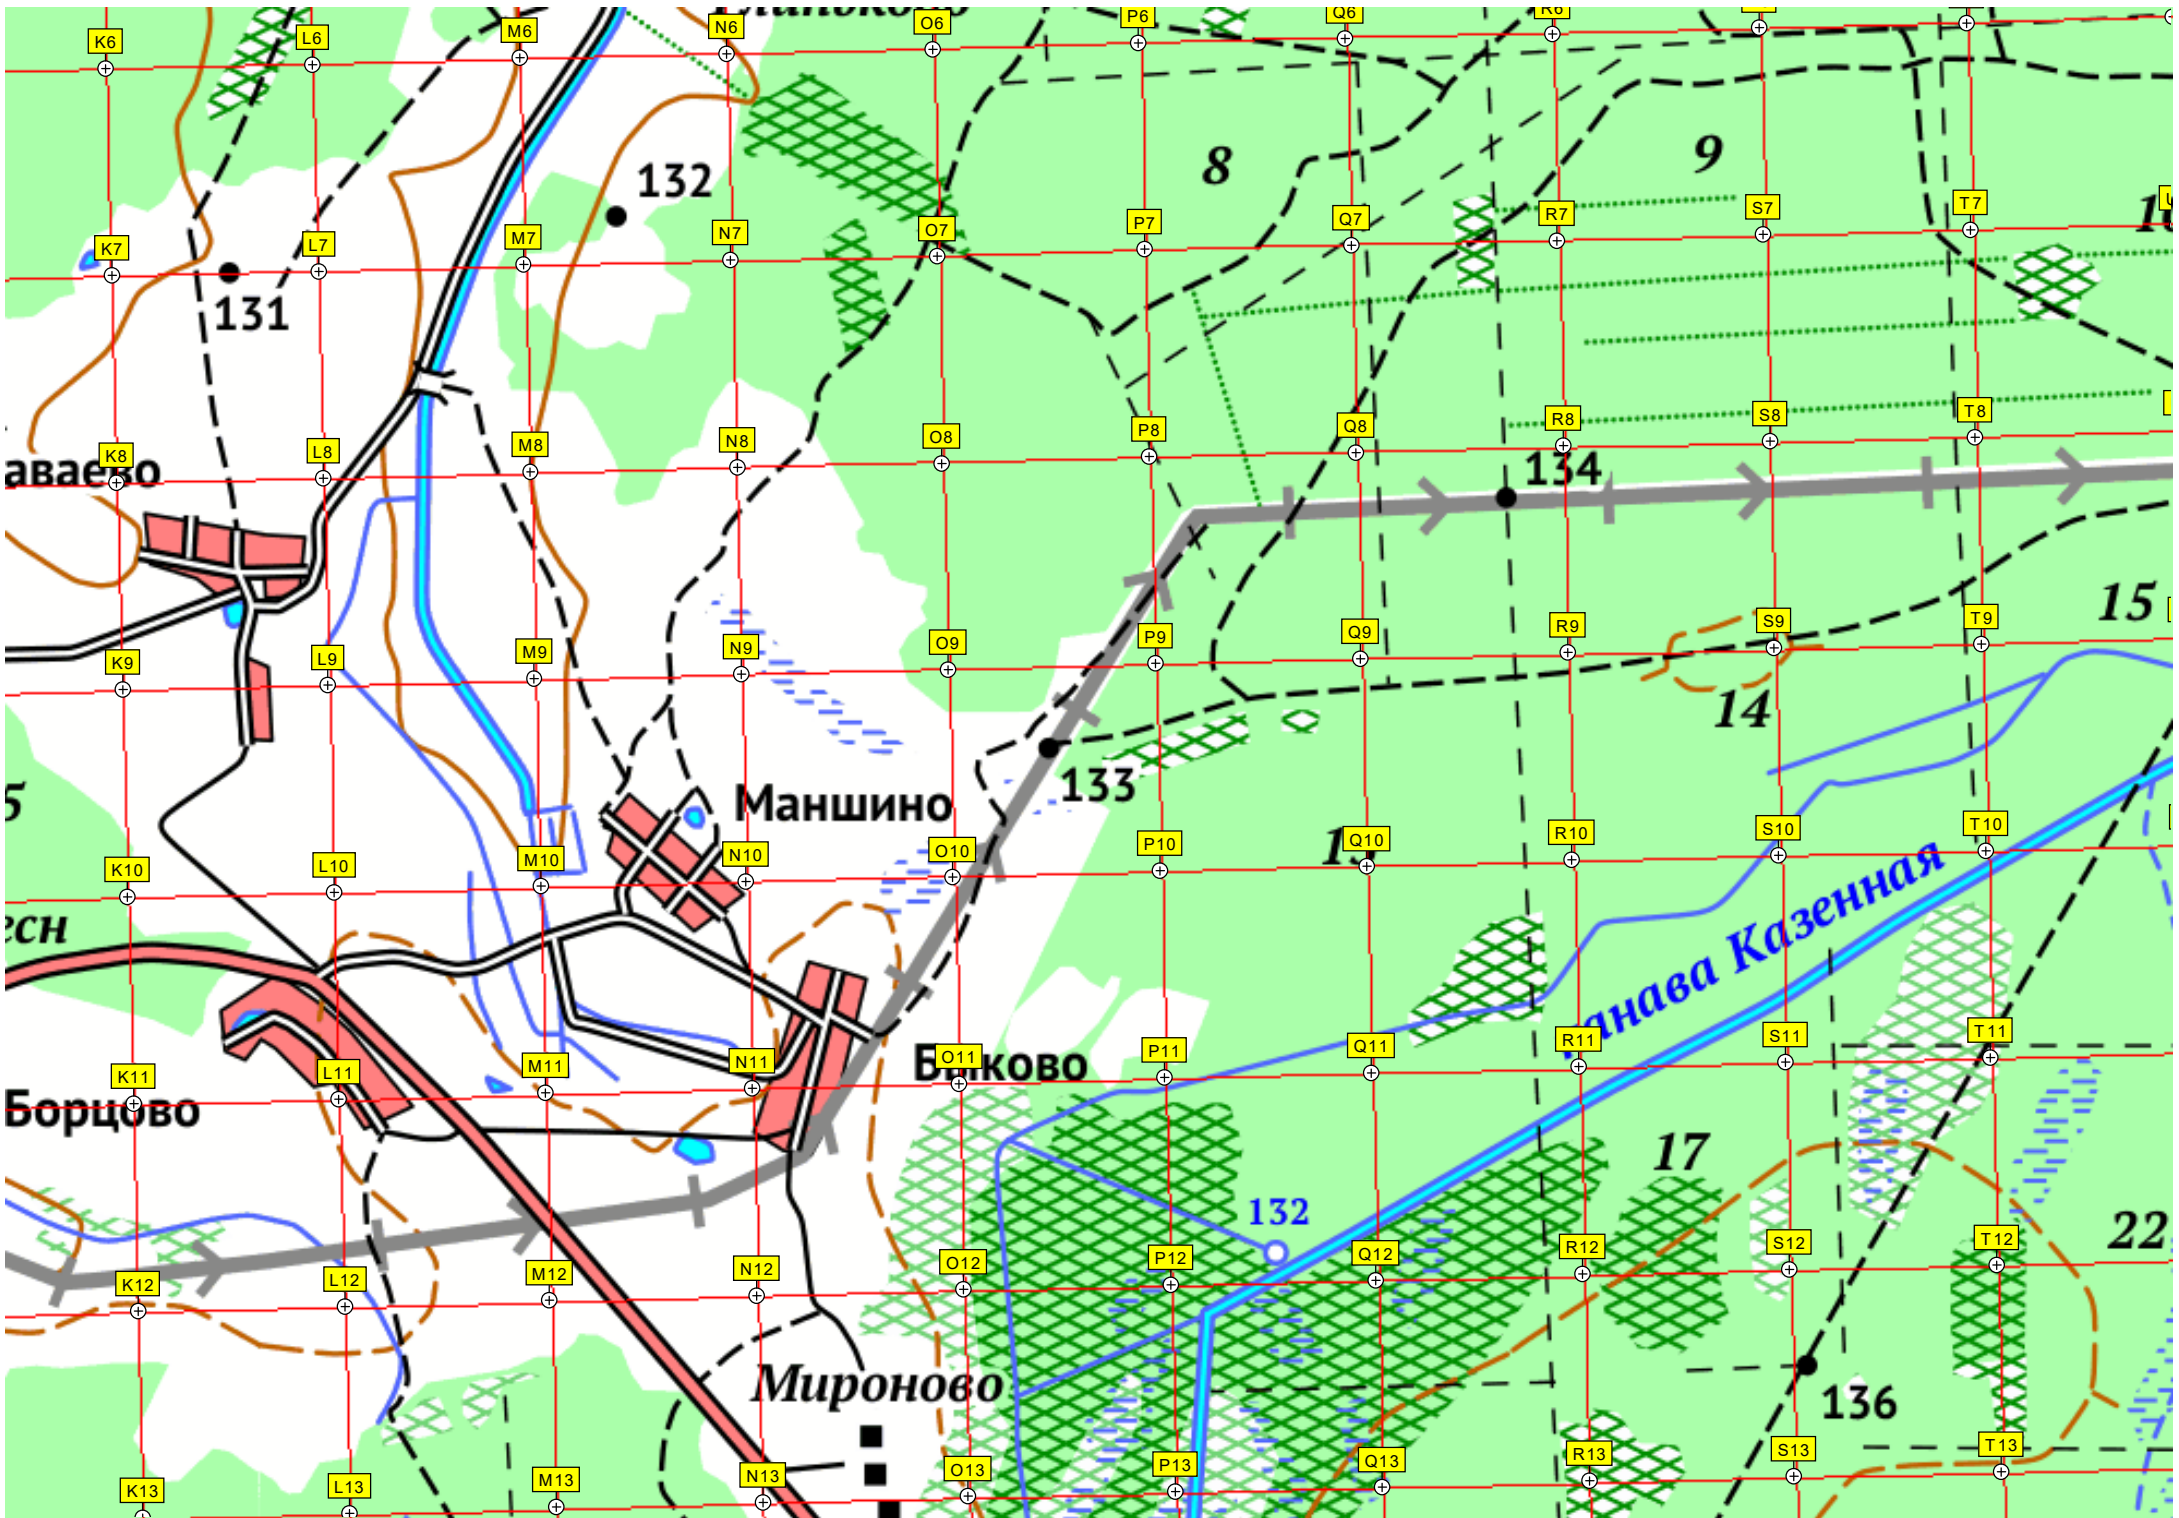 K6 L6 M6 N6 O6 P6 Q6 R6
132 8 9
K7 L7 M7 N7 O7 P7 Q7 R7 S7 T7
131
K8 L8 M8 N8 O8 P8 Q8 R8 S8 T8
134
15
K9 L9 M9 N9 O9 P9 Q9 R9 S9 T9
14
133
Маншино
5
K10 L10 M10 N10 O10 P10 Q10 R10 S10 T10
Казенная
K11 L11 M11 N11 O11 P11 Q11 R11 S11 T11
Быково
Борцово
17
132
22
K12 L12 M12 N12 O12 P12 Q12 R12 S12 T12
Мироново
136
K13 L13 M13 N13 O13 P13 Q13 R13 S13 T13